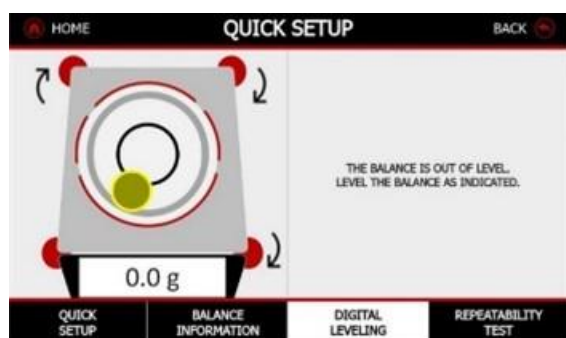 HOME
QUICK SETUP
BACK
THE BALANCE IS OUT OF LEVEL.
LEVEL THE BALANCE AS INDICATED.
0.0 g
QUICK
SETUP
BALANCE
INFORMATION
DIGITAL
LEVELING
REPEATABILITY
TEST